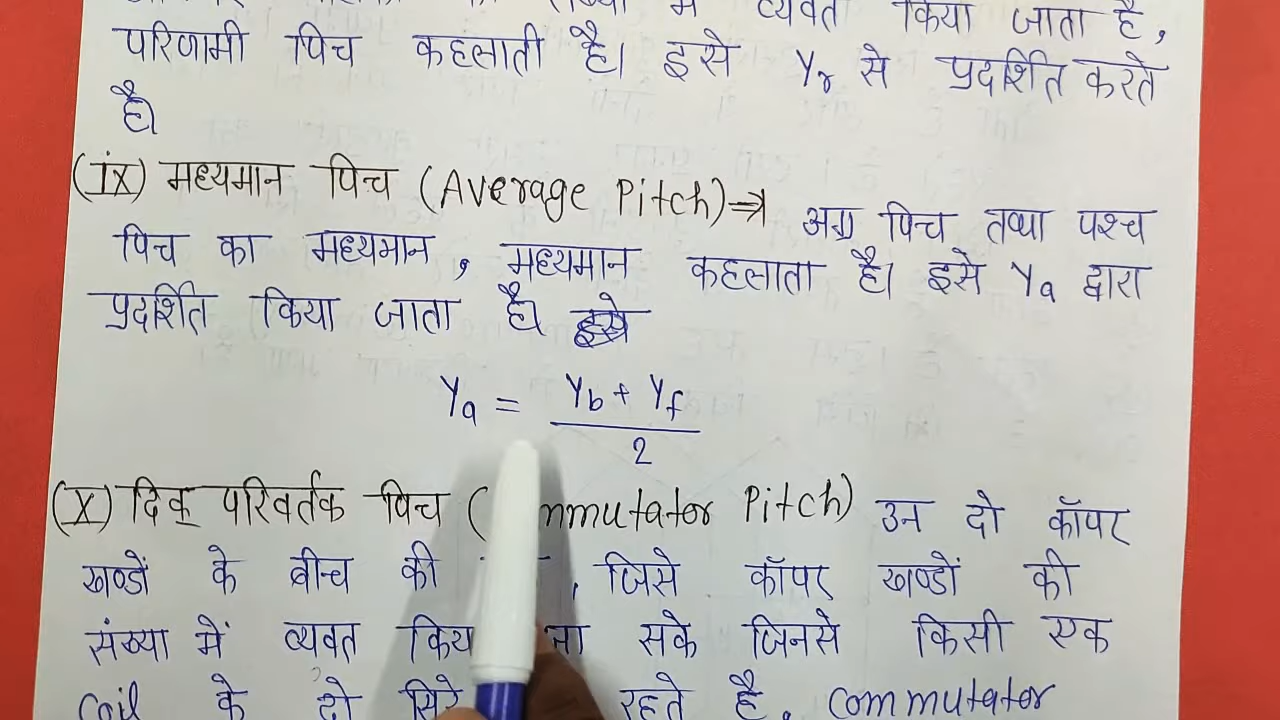 में व्यक्त किया जाता है,
परिणामी पिच कहलाती है। इसे Yr से प्रदर्शित करते
है।
(ix) मध्यमान पिच (Average Pitch)⇒ अग्र पिच तथा पश्च
पिच का मध्यमान, मध्यमान कहलाता है। इसे Ya द्वारा
प्रदर्शित किया जाता है।
Ya = Yb + Yf / 2
(X) दिक् परिवर्तक पिच (mmutator Pitch) उन दो कॉपर
खण्डों के बीच की , जिसे कॉपर खण्डों की
संख्या में व्यक्त किय जा सके जिनसे किसी एक
Coil के दो सिरे रहते है. Commutator